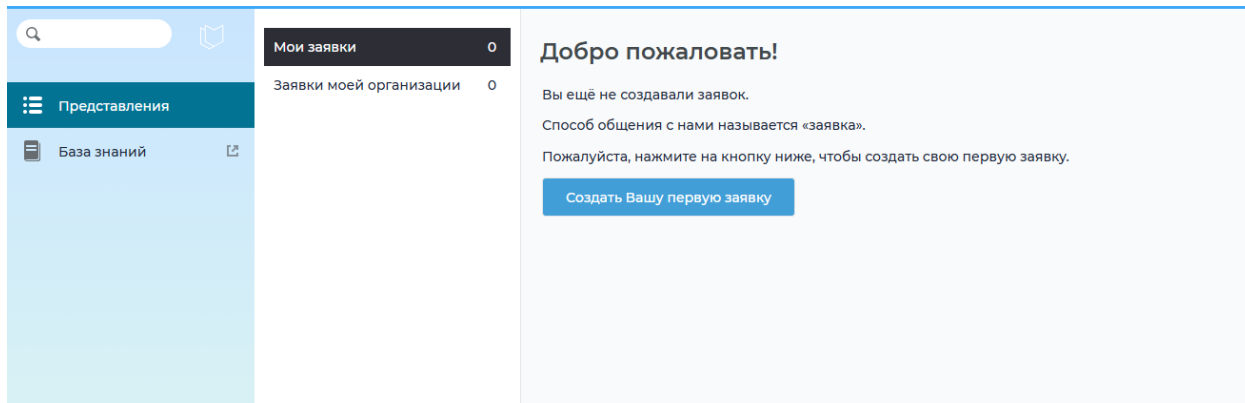 Представления
База знаний
Мои заявки 0
Заявки моей организации 0
Добро пожаловать!
Вы ещё не создавали заявок.
Способ общения с нами называется «заявка».
Пожалуйста, нажмите на кнопку ниже, чтобы создать свою первую заявку.
Создать Вашу первую заявку